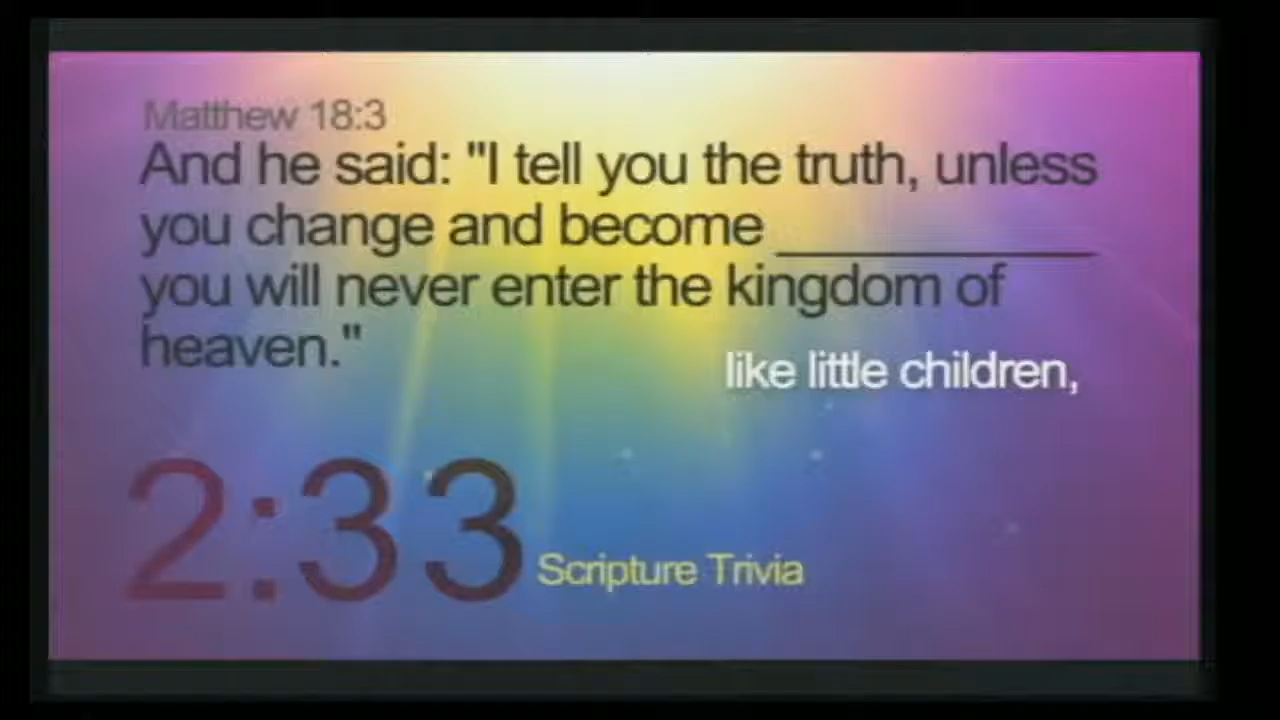 Matthew 18:3
And he said: "I tell you the truth, unless
you change and become ____________
you will never enter the kingdom of
heaven."
like little children,
2:33 Scripture Trivia